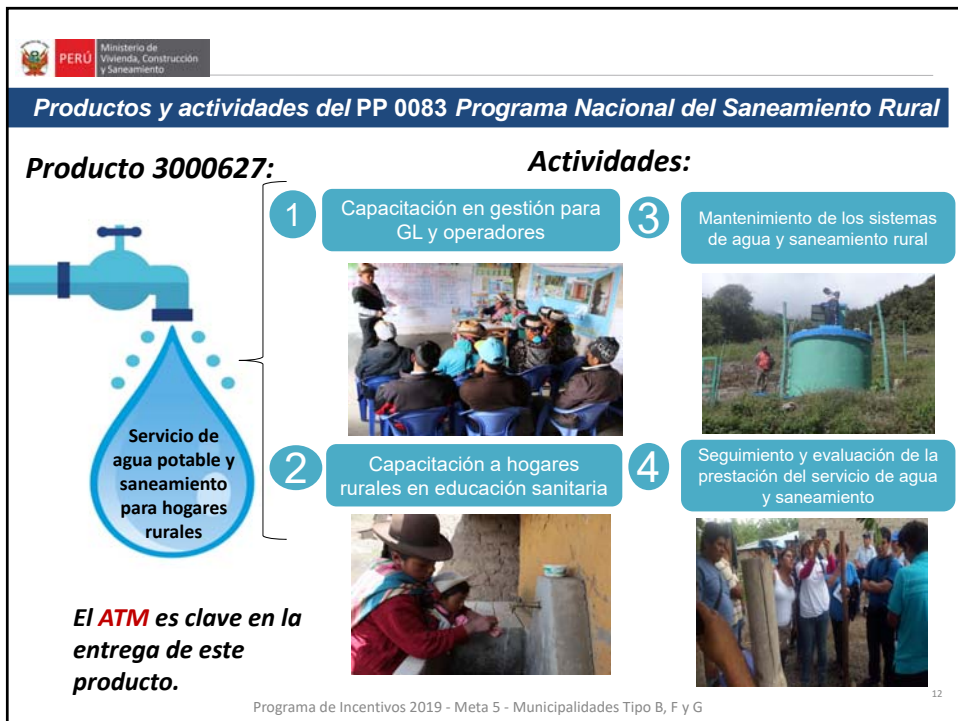 PERÚ
Ministerio de
Vivienda, Construcción
y Saneamiento
Productos y actividades del PP 0083 Programa Nacional del Saneamiento Rural
Producto 3000627:
Actividades:
1
Capacitación en gestión para
GL y operadores
3
Mantenimiento de los sistemas
de agua y saneamiento rural
Servicio de
agua potable y
saneamiento
para hogares
rurales
2
Capacitación a hogares
rurales en educación sanitaria
4
Seguimiento y evaluación de la
prestación del servicio de agua
y saneamiento
El ATM es clave en la
entrega de este
producto.
Programa de Incentivos 2019 - Meta 5 - Municipalidades Tipo B, F y G
12